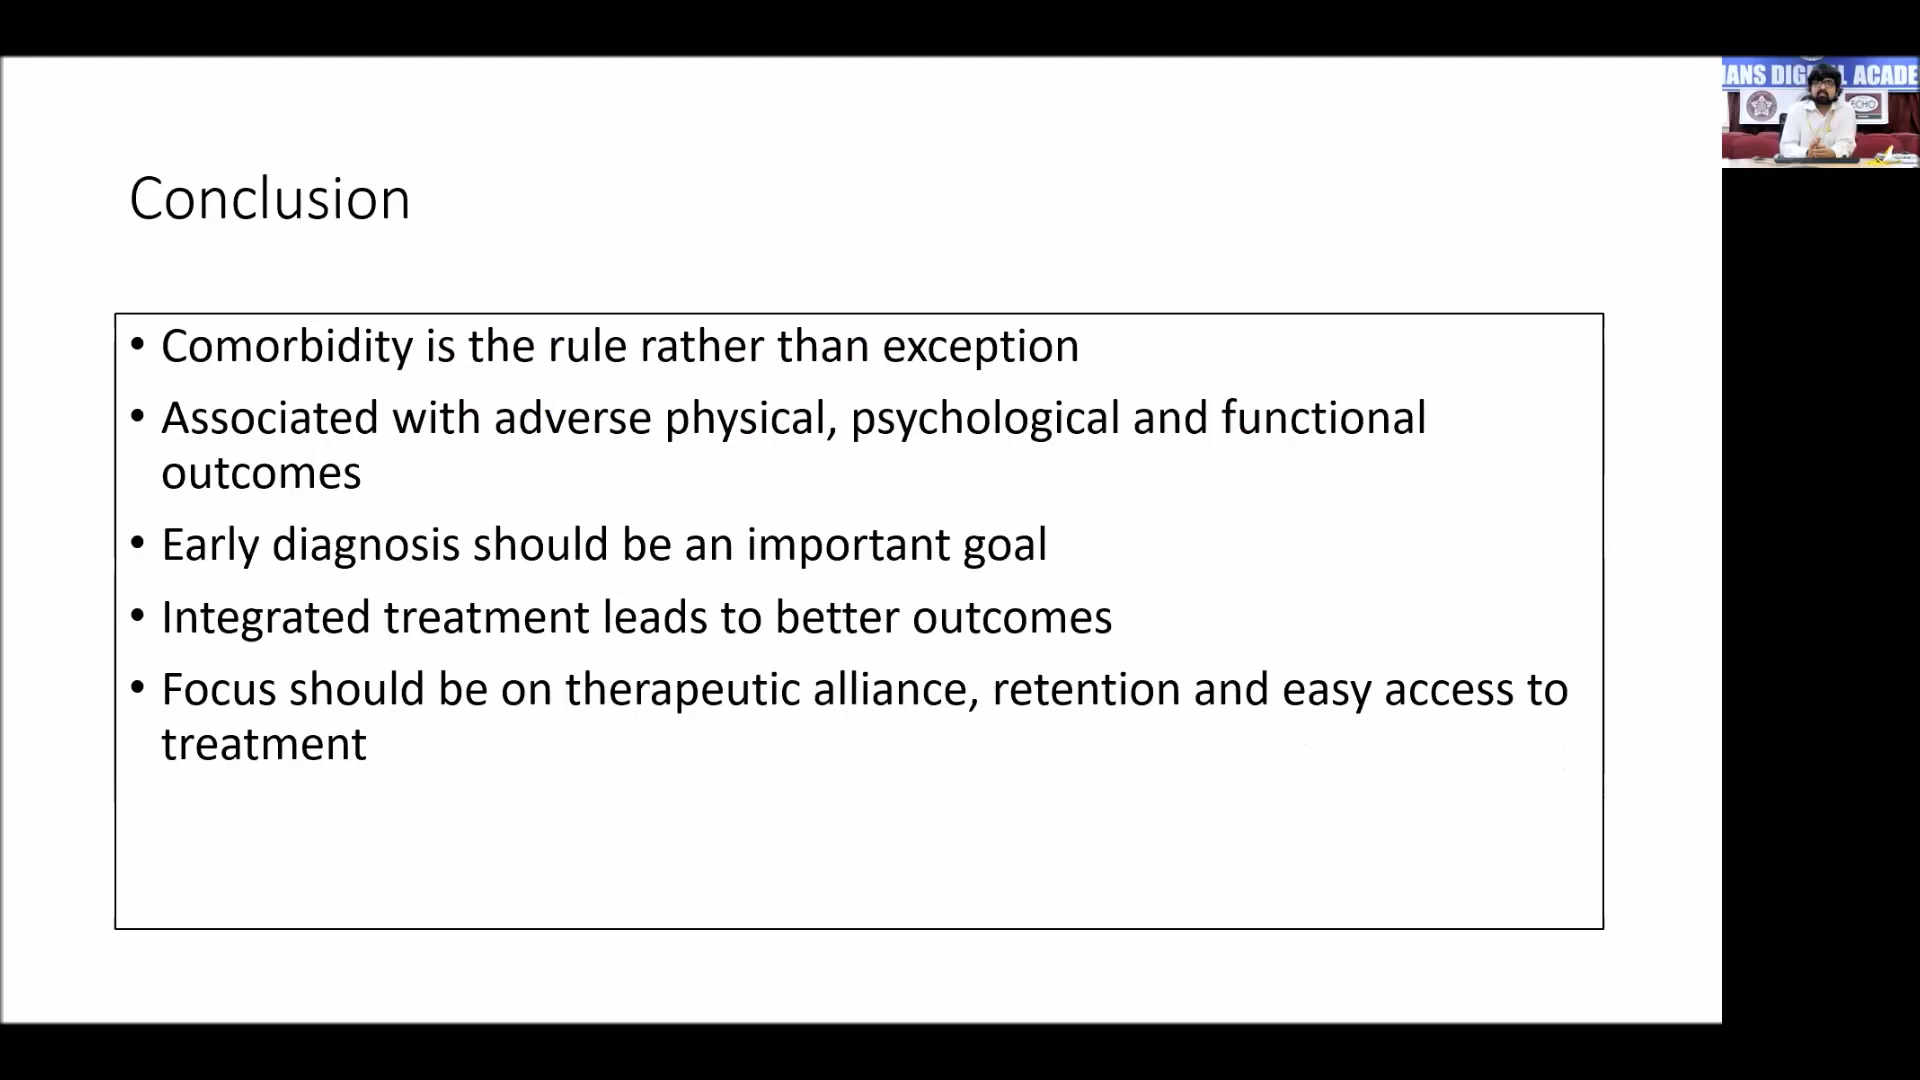 Conclusion
• Comorbidity is the rule rather than exception
• Associated with adverse physical, psychological and functional
outcomes
• Early diagnosis should be an important goal
• Integrated treatment leads to better outcomes
• Focus should be on therapeutic alliance, retention and easy access to
treatment
ECHO